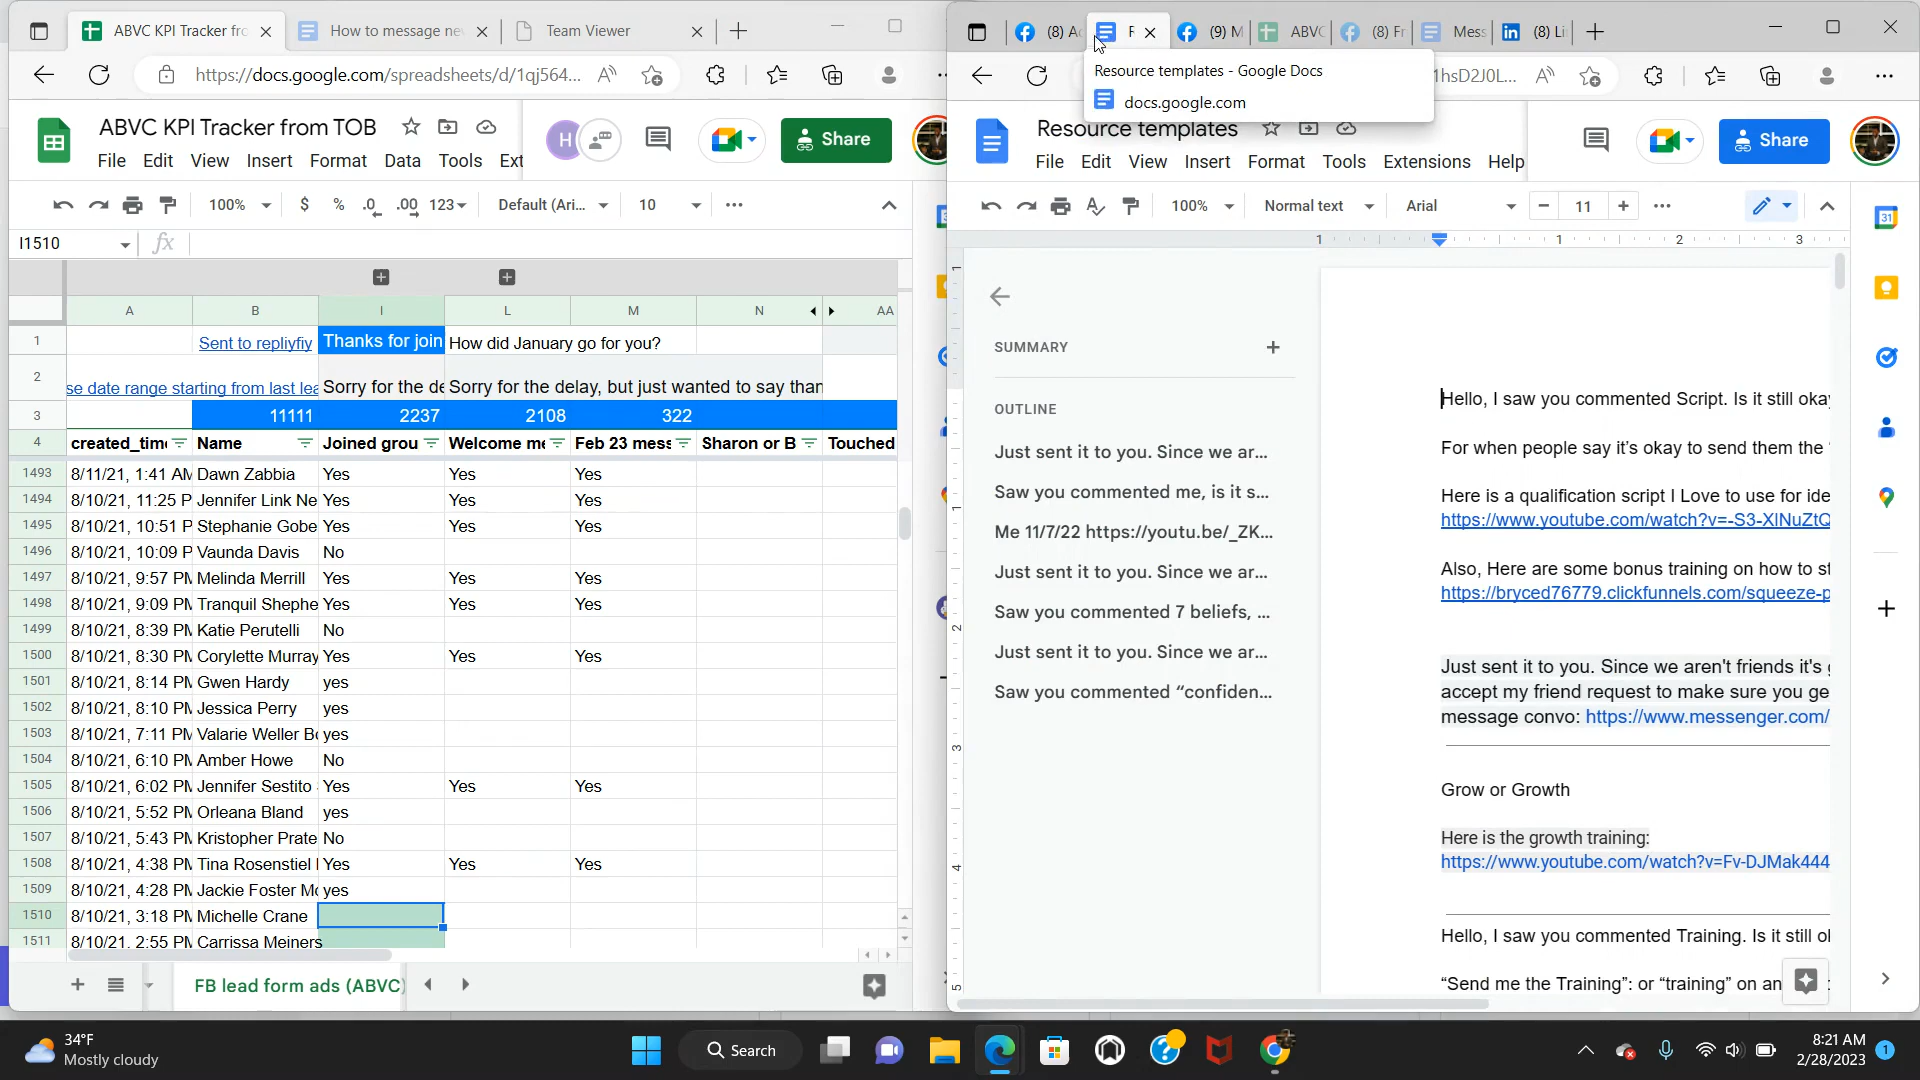 ABVC KPI Tracker fro
How to message ne
Team Viewer
https://docs.google.com/spreadsheets/d/1qj564...
ABVC KPI Tracker from TOB
File Edit View Insert Format Data Tools Ext
Share
100% $ % .0 .00 123 Default (Ari... 10
I1510
fx
A B I L M N AA
1 Sent to repliyfiy Thanks for join How did January go for you?
2 se date range starting from last lea Sorry for the de Sorry for the delay, but just wanted to say than
3 11111 2237 2108 322
4 created_time Name Joined grou Welcome me Feb 23 mess Sharon or B Touched
1493 8/11/21, 1:41 AM Dawn Zabbia Yes Yes Yes
1494 8/10/21, 11:25 P Jennifer Link Ne Yes Yes Yes
1495 8/10/21, 10:51 P Stephanie Gobe Yes Yes Yes
1496 8/10/21, 10:09 P Vaunda Davis No
1497 8/10/21, 9:57 PM Melinda Merrill Yes Yes Yes
1498 8/10/21, 9:09 PM Tranquil Shephe Yes Yes Yes
1499 8/10/21, 8:39 PM Katie Perutelli No
1500 8/10/21, 8:30 PM Corylette Murray Yes Yes Yes
1501 8/10/21, 8:14 PM Gwen Hardy yes
1502 8/10/21, 8:10 PM Jessica Perry yes
1503 8/10/21, 7:11 PM Valarie Weller Bo yes
1504 8/10/21, 6:10 PM Amber Howe No
1505 8/10/21, 6:02 PM Jennifer Sestito Yes Yes Yes
1506 8/10/21, 5:52 PM Orleana Bland yes
1507 8/10/21, 5:43 PM Kristopher Prate No
1508 8/10/21, 4:38 PM Tina Rosenstiel Yes Yes Yes
1509 8/10/21, 4:28 PM Jackie Foster Mc yes
1510 8/10/21, 3:18 PM Michelle Crane
1511 8/10/21, 2:55 PM Carrissa Meiners
FB lead form ads (ABVC)
(8) A
F
(9) M
ABVC
(8) Fr
Mess
(8) Li
Resource templates - Google Docs
docs.google.com
1hsD2J0L...
Resource templates
File Edit View Insert Format Tools Extensions Help
Share
100% Normal text Arial 11
1 1 2 3
SUMMARY
OUTLINE
Just sent it to you. Since we ar...
Saw you commented me, is it s...
Me 11/7/22 https://youtu.be/_ZK...
Just sent it to you. Since we ar...
Saw you commented 7 beliefs, ...
Just sent it to you. Since we ar...
Saw you commented “confiden...
1
1
2
3
4
5
Hello, I saw you commented Script. Is it still okay
For when people say it’s okay to send them the
Here is a qualification script I Love to use for ide
https://www.youtube.com/watch?v=-S3-XlNuZtQ
Also, Here are some bonus training on how to st
https://bryced76779.clickfunnels.com/squeeze-p
Just sent it to you. Since we aren't friends it's
accept my friend request to make sure you ge
message convo: https://www.messenger.com/
Grow or Growth
Here is the growth training:
https://www.youtube.com/watch?v=Fv-DJMak444
Hello, I saw you commented Training. Is it still ol
“Send me the Training”: or “training” on an
31
H
34°F
Mostly cloudy
Search
8:21 AM
2/28/2023
1